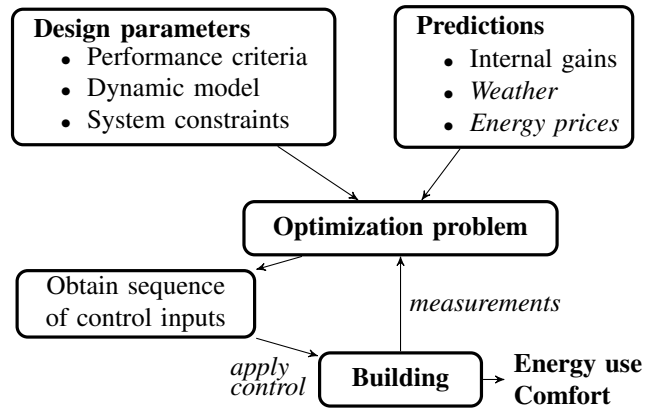 Design parameters
• Performance criteria
• Dynamic model
• System constraints
Predictions
• Internal gains
• Weather
• Energy prices
Optimization problem
Obtain sequence
of control inputs
measurements
apply
control
Building
Energy use
Comfort